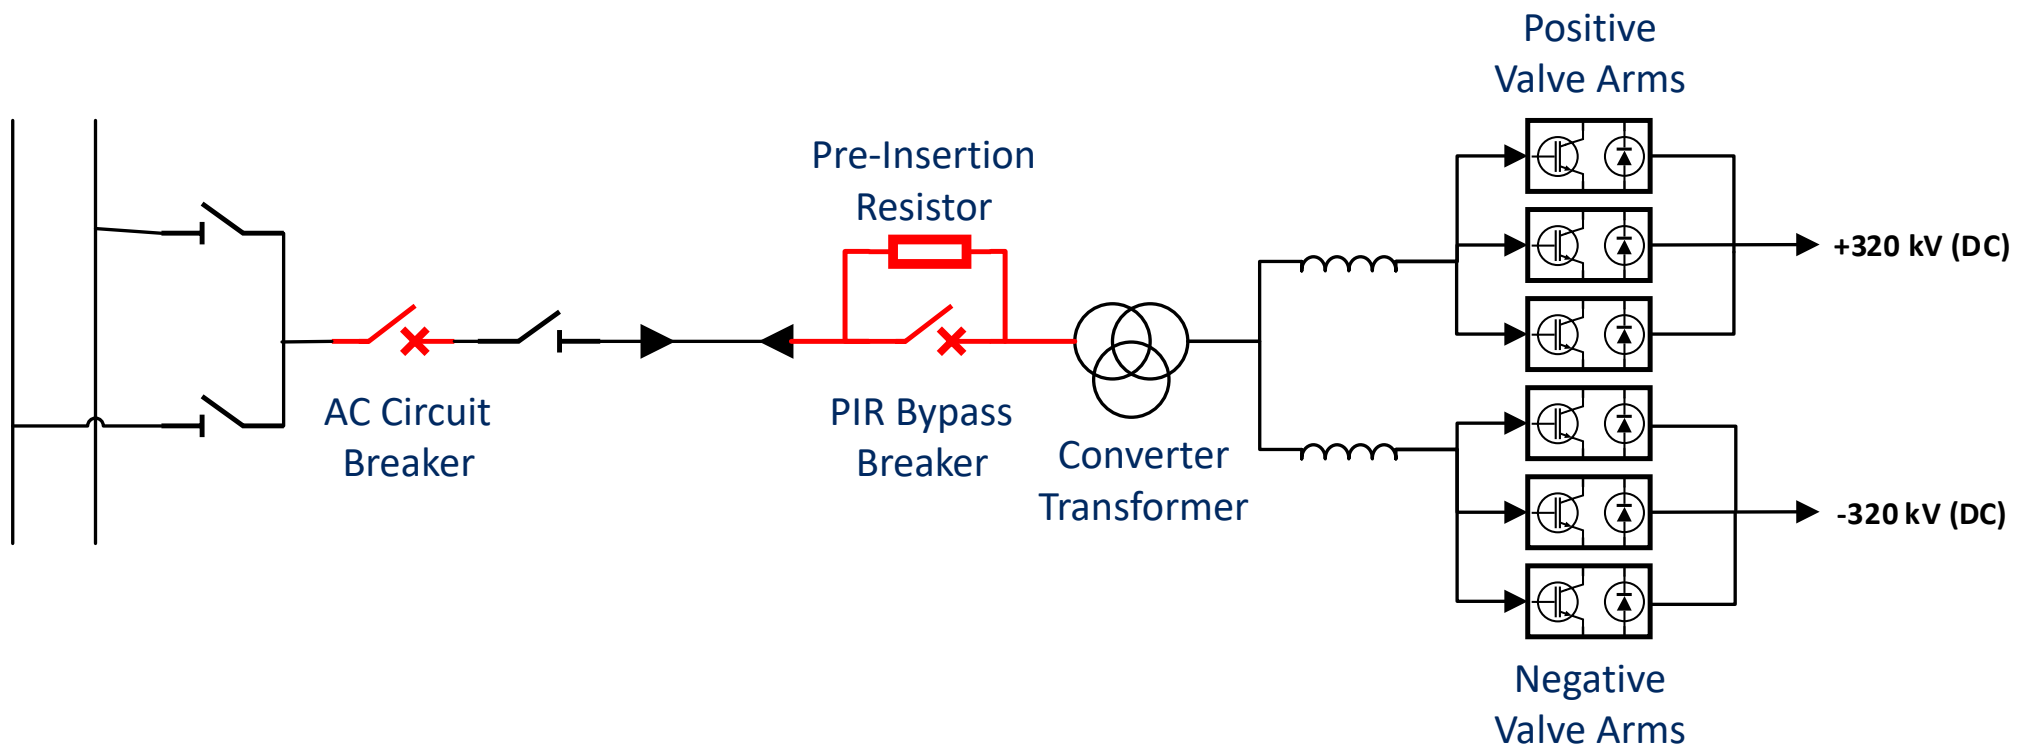 Positive
Valve Arms
Pre-Insertion
Resistor
+320 kV (DC)
AC Circuit
Breaker
PIR Bypass
Breaker
Converter
Transformer
-320 kV (DC)
Negative
Valve Arms